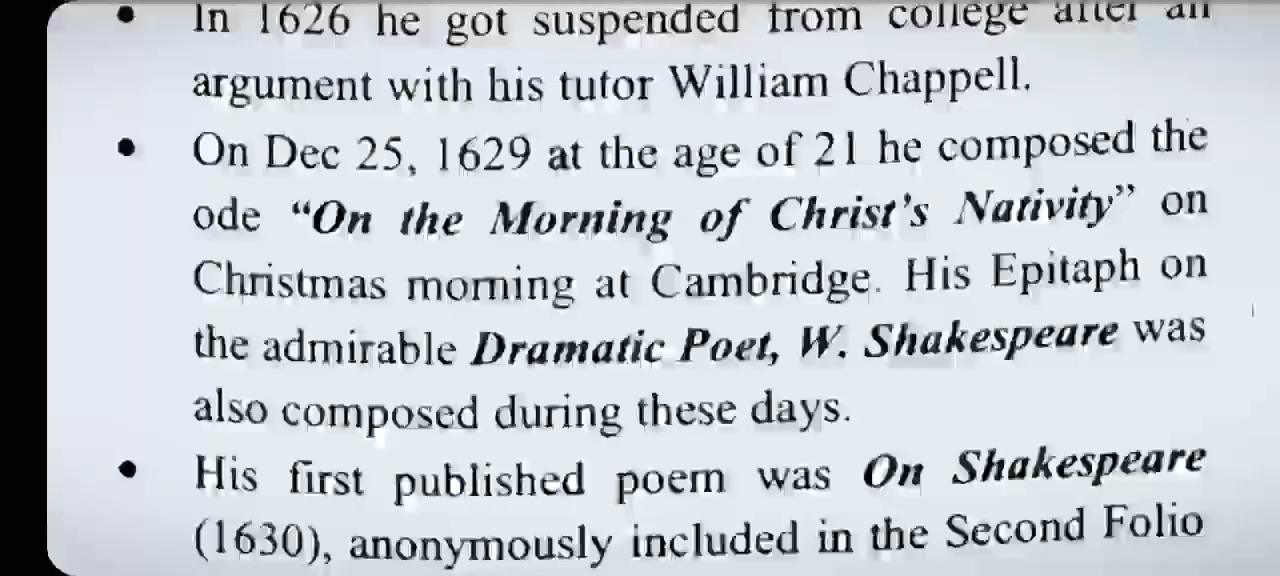 • In 1626 he got suspended from college after an
argument with his tutor William Chappell.
• On Dec 25, 1629 at the age of 21 he composed the
ode “On the Morning of Christ’s Nativity” on
Christmas morning at Cambridge. His Epitaph on
the admirable Dramatic Poet, W. Shakespeare was
also composed during these days.
• His first published poem was On Shakespeare
(1630), anonymously included in the Second Folio